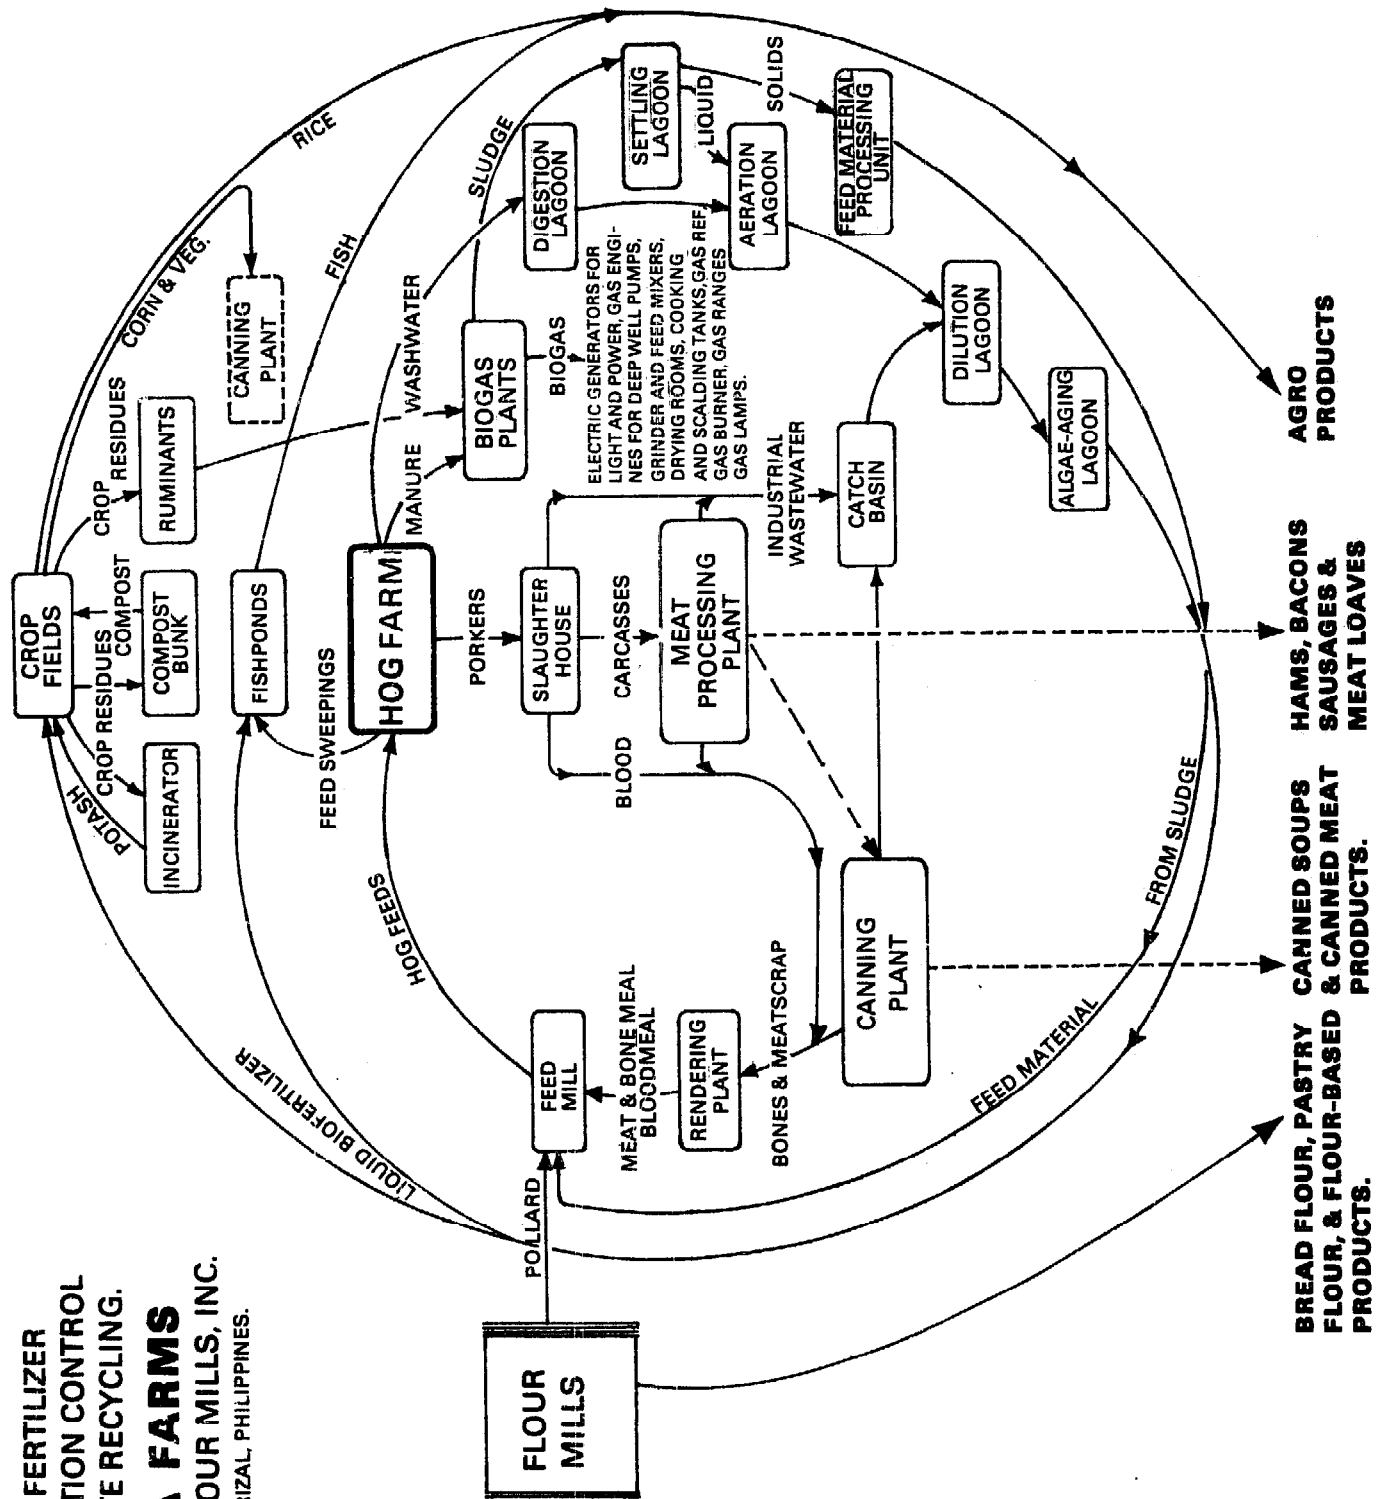 FERTILIZER
TION CONTROL
TE RECYCLING.
A FARMS
OUR MILLS, INC.
RIZAL, PHILIPPINES.
FLOUR
MILLS
POLLARD
LIQUID BIOFERTILIZER
POTASH
CROP RESIDUES
INCINERATOR
CROP
FIELDS
COMPOST
COMPOST
BUNK
CROP
RESIDUES
RUMINANTS
CORN & VEG.
RICE
CANNING
PLANT
FISH
FISHPONDS
FEED SWEEPINGS
HOG FARM
HOG FEEDS
MANURE
WASHWATER
SLUDGE
BIOGAS
PLANTS
BIOGAS
DIGESTION
LAGOON
SETTLING
LAGOON
LIQUID
SOLIDS
AERATION
LAGOON
FEED MATERIAL
PROCESSING
UNIT
ELECTRIC GENERATORS FOR
LIGHT AND POWER, GAS ENGI-
NES FOR DEEP WELL PUMPS,
GRINDER AND FEED MIXERS,
DRYING ROOMS, COOKING
AND SCALDING TANKS, GAS REF.
GAS BURNER, GAS RANGES
GAS LAMPS.
FEED
MILL
MEAT & BONE MEAL
BLOODMEAL
RENDERING
PLANT
BONES & MEATSCRAP
PORKERS
SLAUGHTER
HOUSE
BLOOD
CARCASSES
MEAT
PROCESSING
PLANT
INDUSTRIAL
WASTEWATER
CATCH
BASIN
DILUTION
LAGOON
ALGAE-AGING
LAGOON
CANNING
PLANT
FEED MATERIAL
FROM SLUDGE
BREAD FLOUR, PASTRY
FLOUR, & FLOUR-BASED
PRODUCTS.
CANNED SOUPS
& CANNED MEAT
PRODUCTS.
HAMS, BACONS
SAUSAGES &
MEAT LOAVES
AGRO
PRODUCTS